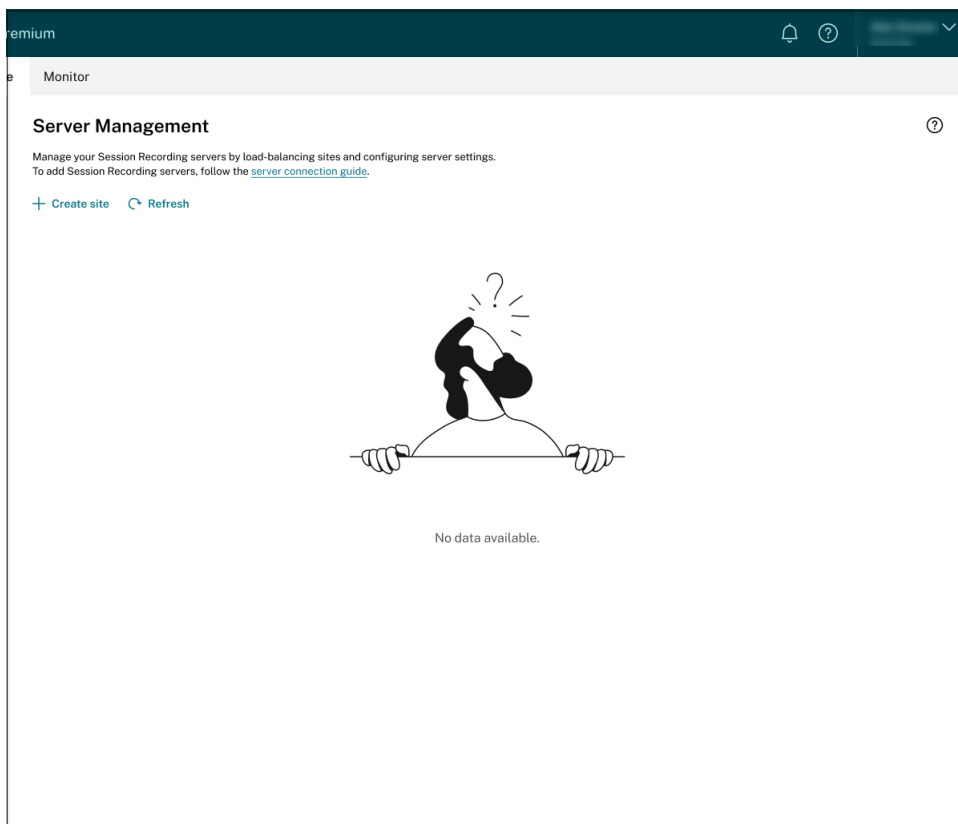 remium
e Monitor
Server Management
Manage your Session Recording servers by load-balancing sites and configuring server settings.
To add Session Recording servers, follow the server connection guide.
Create site Refresh
No data available.